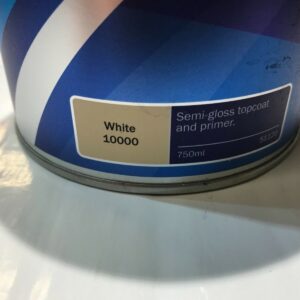 White
10000
Semi-gloss topcoat
and primer.
750ml